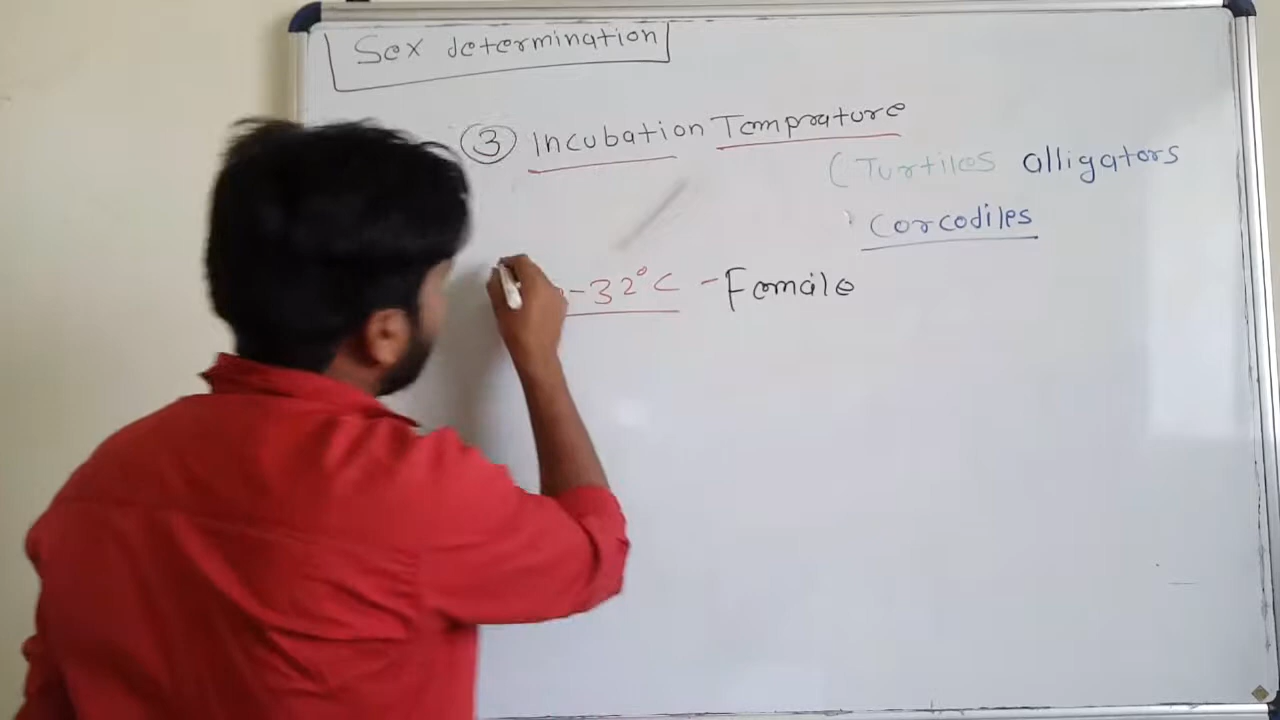 Sex determination
③ Incubation Temprature
(Turtiles alligators
Corcodiles
-32°C - Female